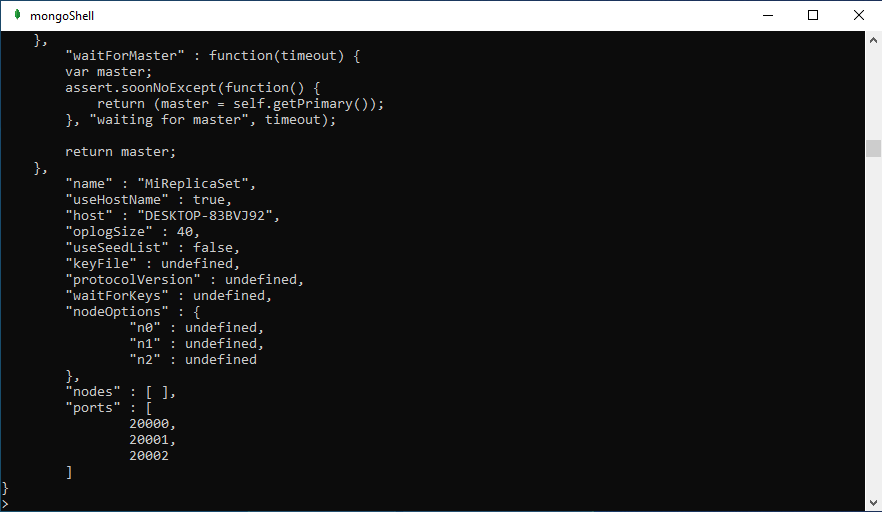 mongoShell
},
"waitForMaster" : function(timeout) {
var master;
assert.soonNoExcept(function() {
return (master = self.getPrimary());
}, "waiting for master", timeout);
return master;
},
"name" : "MiReplicaSet",
"useHostName" : true,
"host" : "DESKTOP-83BVJ92",
"oplogSize" : 40,
"useSeedList" : false,
"keyFile" : undefined,
"protocolVersion" : undefined,
"waitForKeys" : undefined,
"nodeOptions" : {
"n0" : undefined,
"n1" : undefined,
"n2" : undefined
},
"nodes" : [ ],
"ports" : [
20000,
20001,
20002
]
}
>